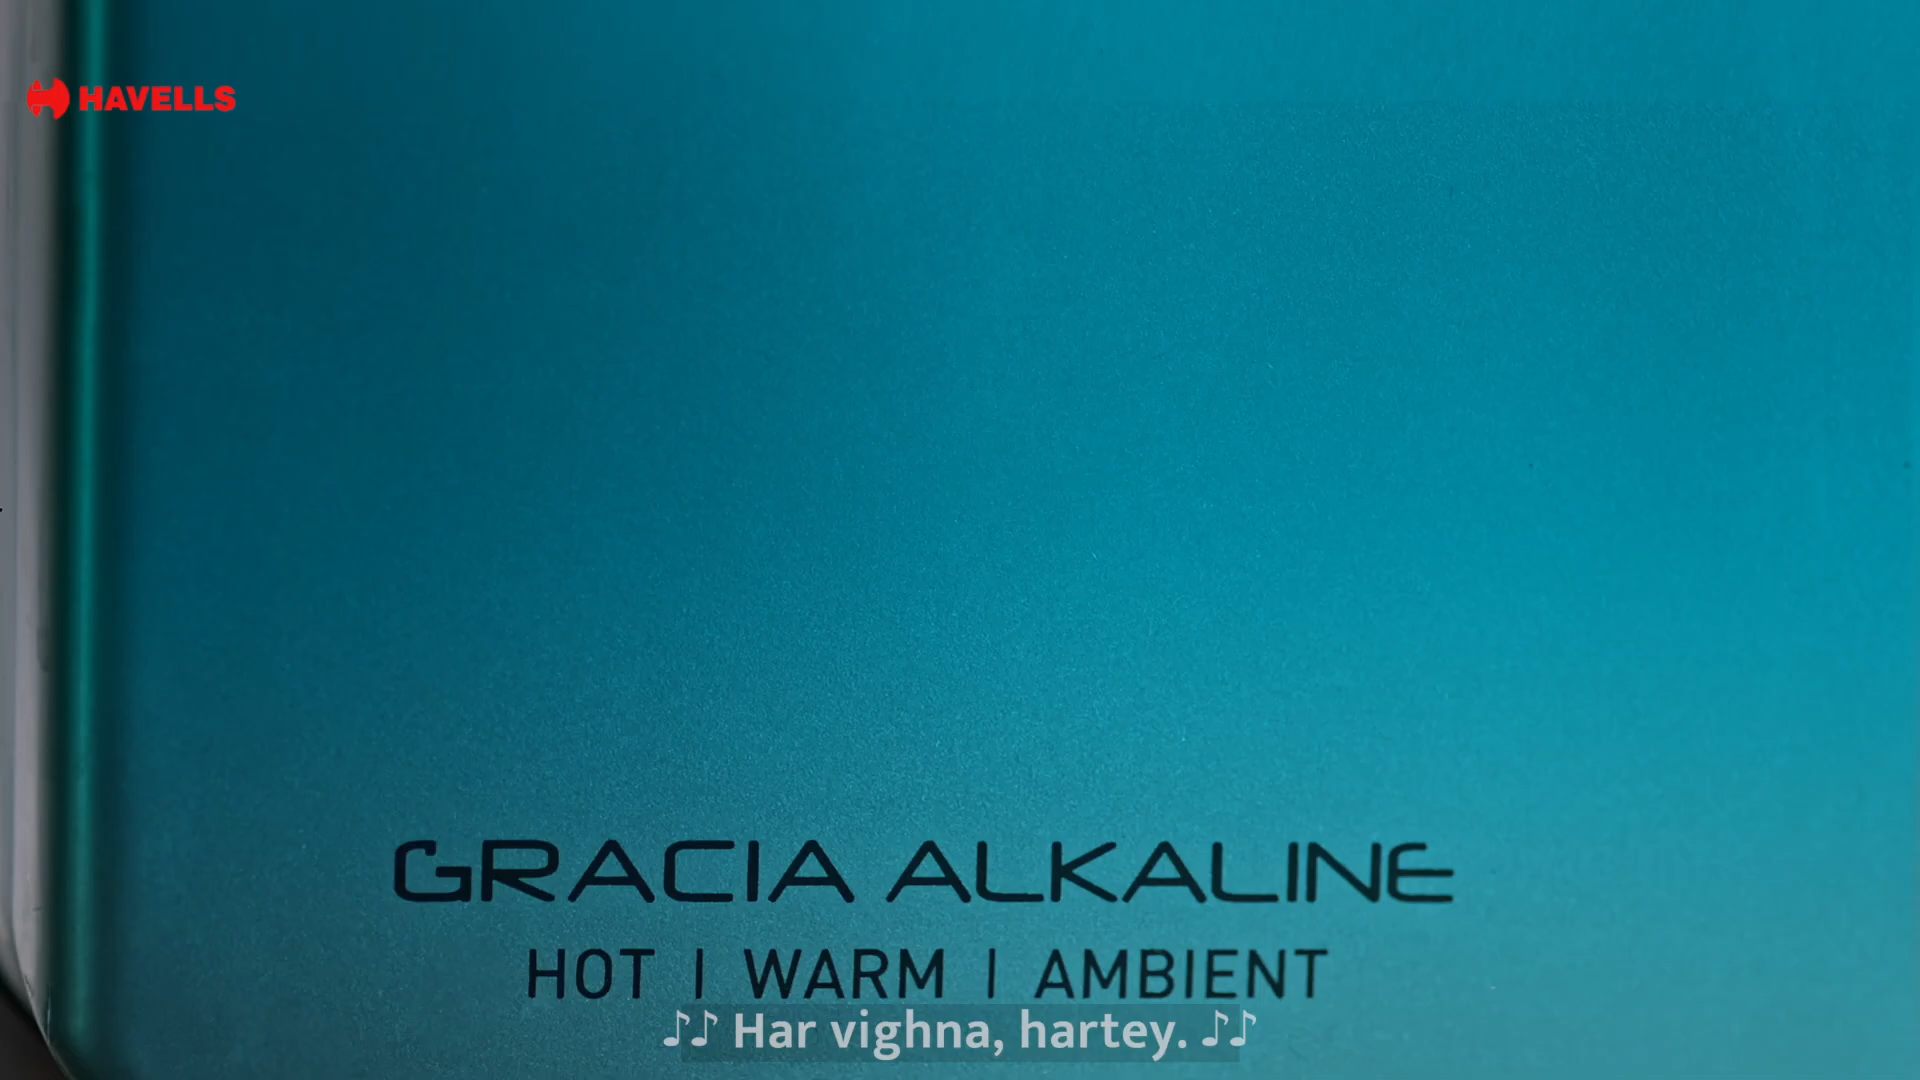 HAVELLS
GRACIA ALKALINE
HOT | WARM | AMBIENT
♪♪ Har vighna, hartey. ♪♪